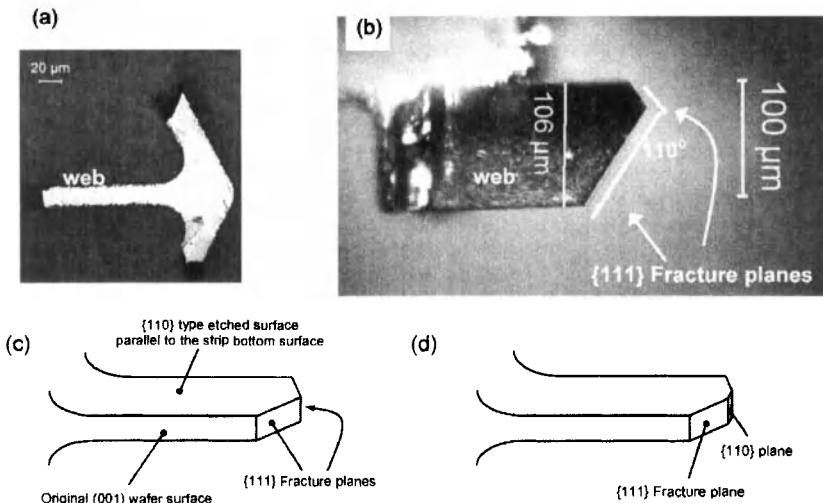 (a)
20 µm
web
(b)
106 µm
web
110°
100 µm
{111} Fracture planes
(c)
{110} type etched surface
parallel to the strip bottom surface
Original (001) wafer surface
{111} Fracture planes
(d)
{110} plane
{111} Fracture plane